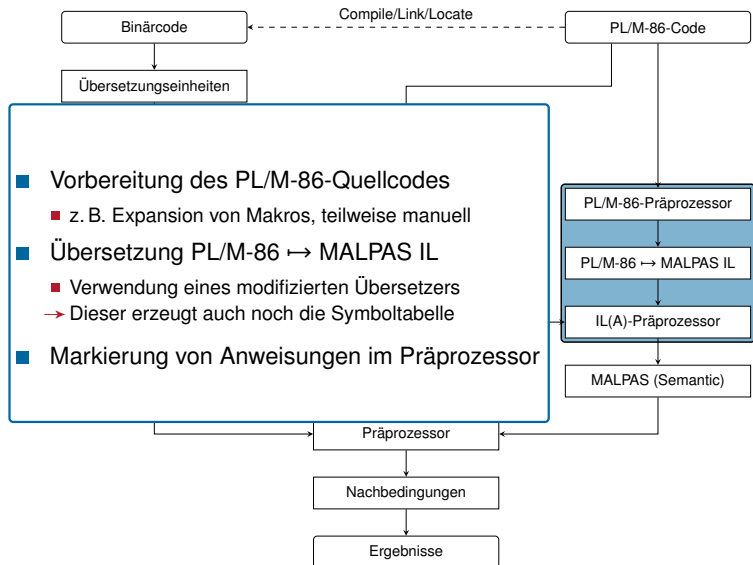 Compile/Link/Locate
Binärcode
PL/M-86-Code
Übersetzungseinheiten
Vorbereitung des PL/M-86-Quellcodes
z. B. Expansion von Makros, teilweise manuell
Übersetzung PL/M-86 ↦ MALPAS IL
Verwendung eines modifizierten Übersetzers
→ Dieser erzeugt auch noch die Symboltabelle
Markierung von Anweisungen im Präprozessor
PL/M-86-Präprozessor
PL/M-86 ↦ MALPAS IL
IL(A)-Präprozessor
MALPAS (Semantic)
Präprozessor
Nachbedingungen
Ergebnisse